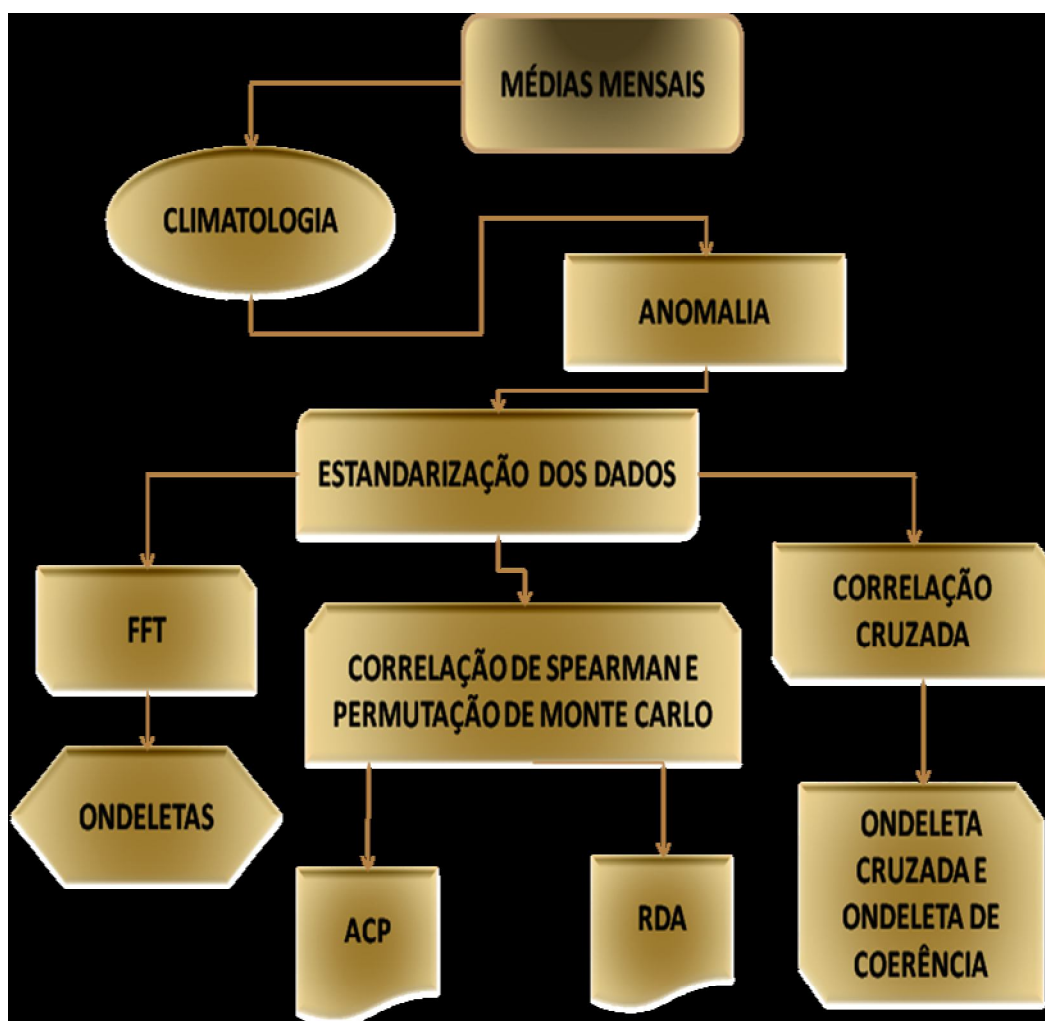 MÉDIAS MENSAIS
CLIMATOLOGIA
ANOMALIA
ESTANDARIZAÇÃO DOS DADOS
FFT
CORRELAÇÃO DE SPEARMAN E
PERMUTAÇÃO DE MONTE CARLO
CORRELAÇÃO
CRUZADA
ONDELETAS
ACP
RDA
ONDELETA
CRUZADA E
ONDELETA DE
COERÊNCIA